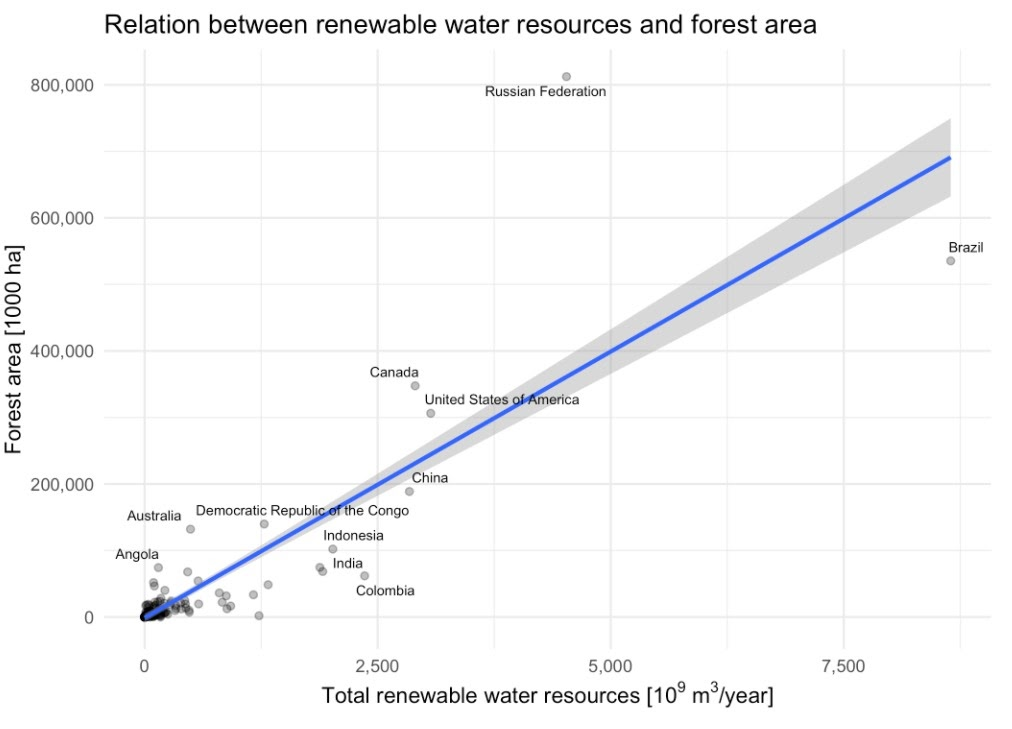 Relation between renewable water resources and forest area
800,000
Russian Federation
600,000
Brazil
400,000
Canada
United States of America
200,000
China
Democratic Republic of the Congo
Australia
Indonesia
Angola
India
Colombia
0
0 2,500 5,000 7,500
Total renewable water resources [10⁹ m³/year]
Forest area [1000 ha]